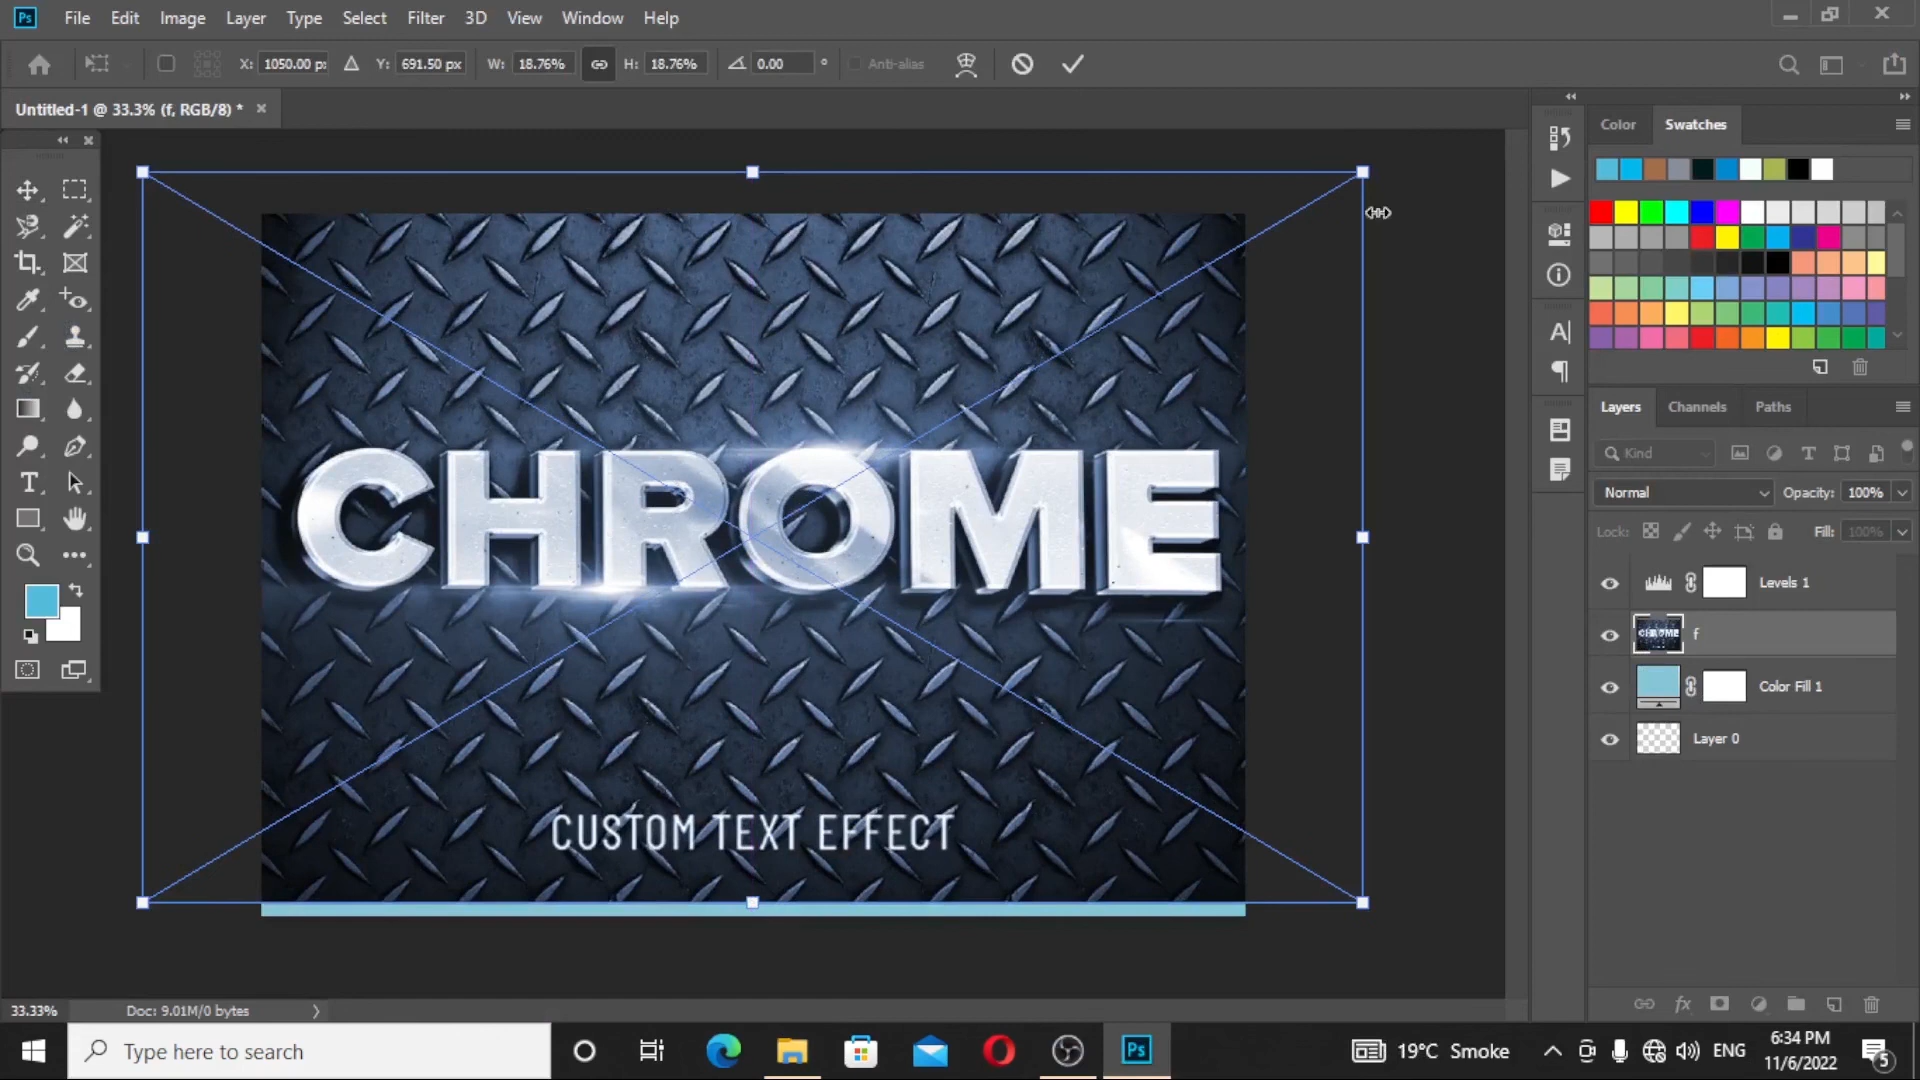 Ps File Edit Image Layer Type Select Filter 3D View Window Help
X: 1050.00 p Y: 691.50 px W: 18.76% H: 18.76% 0.00 ° Anti-alias
Untitled-1 @ 33.3% (f, RGB/8) *
Color Swatches
CHROME
CUSTOM TEXT EFFECT
Layers Channels Paths
Kind
Normal Opacity: 100%
Lock: Fill: 100%
Levels 1
CHROME f
Color Fill 1
Layer 0
33.33% Doc: 9.01M/0 bytes
Type here to search
Ps
19°C Smoke
ENG
6:34 PM
11/6/2022
5